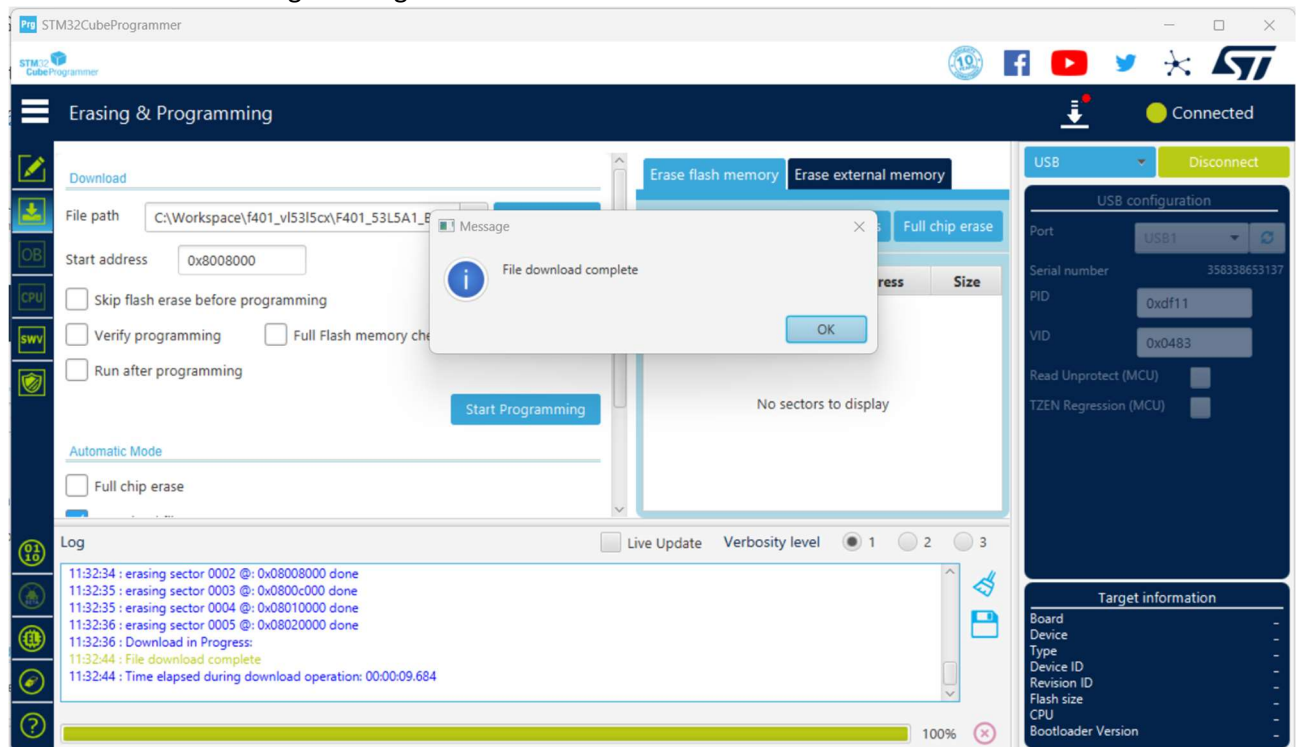 Prg STM32CubeProgrammer
STM32
CubeProgrammer
10
Erasing & Programming
Connected
Download
File path C:\Workspace\f401_vl53l5cx\F401_53L5A1_
Start address 0x8008000
Skip flash erase before programming
Verify programming Full Flash memory
Run after programming
Start Programming
Automatic Mode
Full chip erase
Erase flash memory Erase external memory
Full chip erase
Size
No sectors to display
Message
File download complete
OK
USB Disconnect
USB configuration
Port USB1
Serial number 358338653137
PID 0xdf11
VID 0x0483
Read Unprotect (MCU)
TZEN Regression (MCU)
OB
CPU
SWV
Log Live Update Verbosity level 1 2 3
11:32:34 : erasing sector 0002 @: 0x08008000 done
11:32:35 : erasing sector 0003 @: 0x0800c000 done
11:32:35 : erasing sector 0004 @: 0x08010000 done
11:32:36 : erasing sector 0005 @: 0x08020000 done
11:32:36 : Download in Progress:
11:32:44 : File download complete
11:32:44 : Time elapsed during download operation: 00:00:09.684
100%
Target information
Board -
Device -
Type -
Device ID -
Revision ID -
Flash size -
CPU -
Bootloader Version -